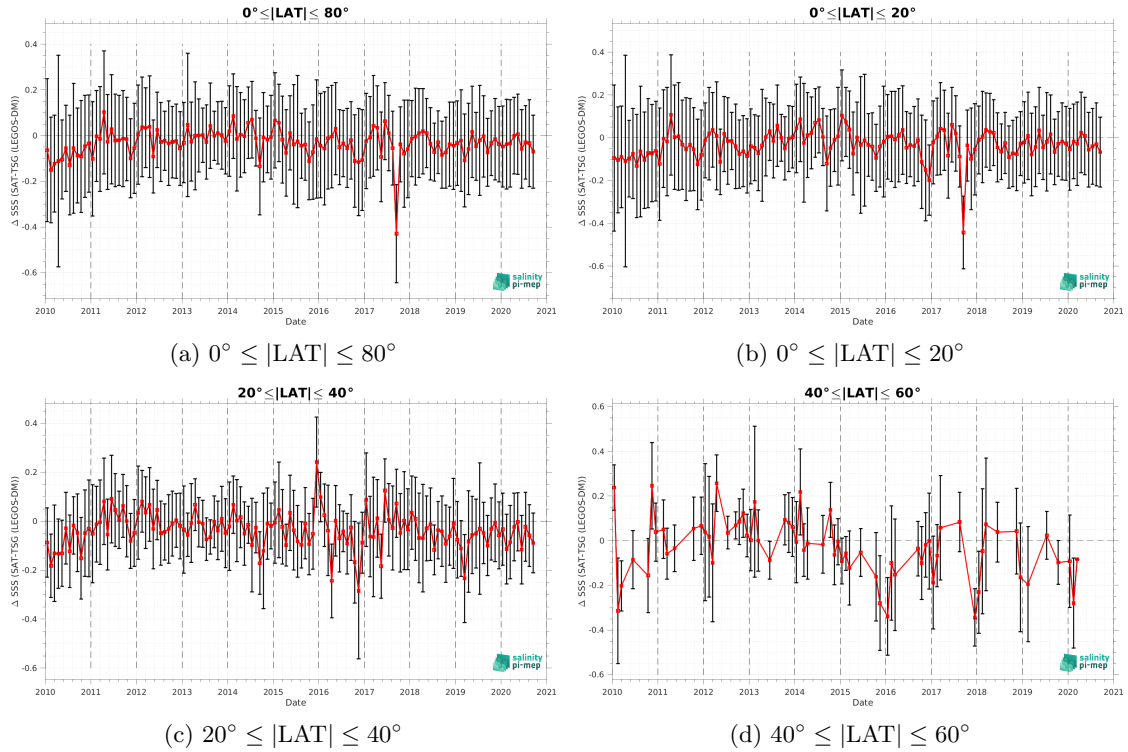 0°≤|LAT|≤ 80°
Δ SSS (SAT-TSG (LEGOS-DM))
0.4
0.2
0
-0.2
-0.4
-0.6
2010 2011 2012 2013 2014 2015 2016 2017 2018 2019 2020 2021
Date
salinity
pi-mep
(a) 0° ≤ |LAT| ≤ 80°
0°≤|LAT|≤ 20°
Δ SSS (SAT-TSG (LEGOS-DM))
0.4
0.2
0
-0.2
-0.4
-0.6
2010 2011 2012 2013 2014 2015 2016 2017 2018 2019 2020 2021
Date
salinity
pi-mep
(b) 0° ≤ |LAT| ≤ 20°
20°≤|LAT|≤ 40°
Δ SSS (SAT-TSG (LEGOS-DM))
0.4
0.2
0
-0.2
-0.4
-0.6
2010 2011 2012 2013 2014 2015 2016 2017 2018 2019 2020 2021
Date
salinity
pi-mep
(c) 20° ≤ |LAT| ≤ 40°
40°≤|LAT|≤ 60°
Δ SSS (SAT-TSG (LEGOS-DM))
0.6
0.4
0.2
0
-0.2
-0.4
-0.6
2010 2011 2012 2013 2014 2015 2016 2017 2018 2019 2020 2021
Date
salinity
pi-mep
(d) 40° ≤ |LAT| ≤ 60°